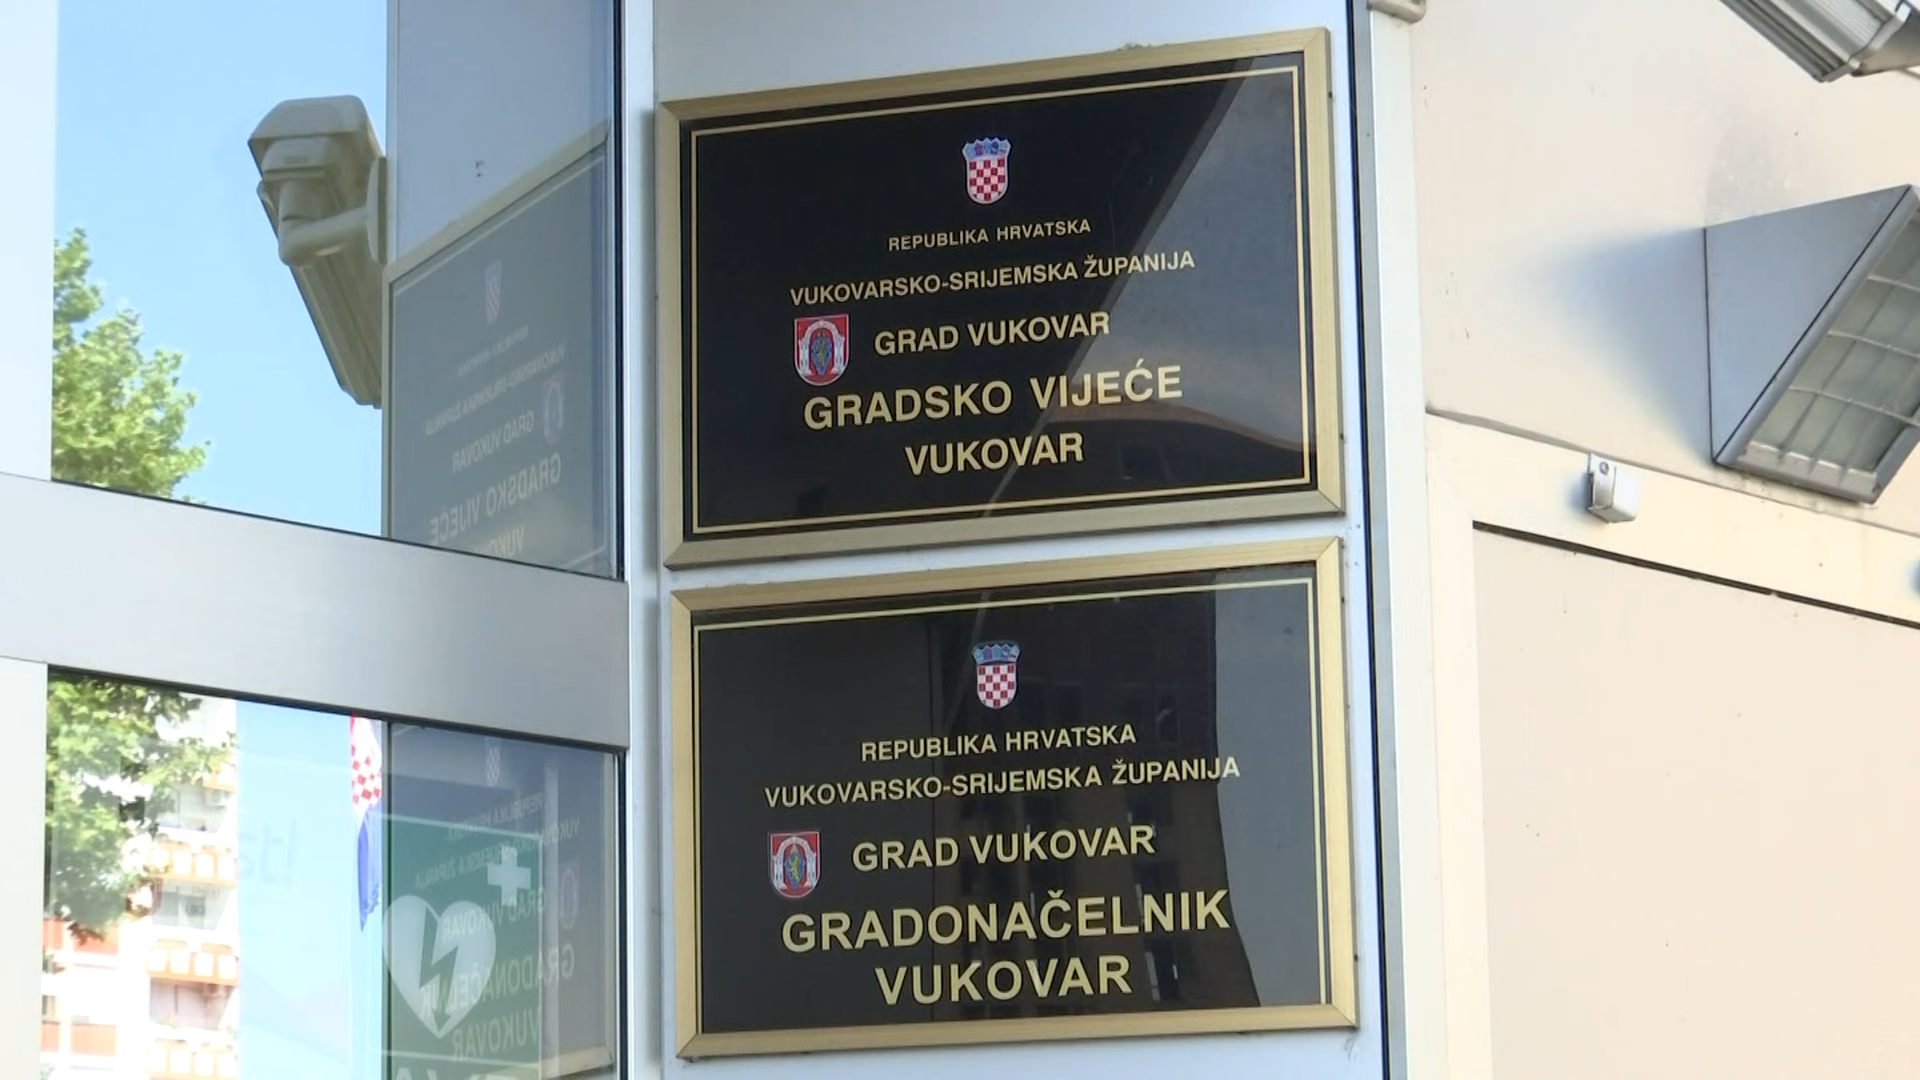 REPUBLIKA HRVATSKA
VUKOVARSKO-SRIJEMSKA ŽUPANIJA
GRAD VUKOVAR
GRADSKO VIJEĆE
VUKOVAR
REPUBLIKA HRVATSKA
VUKOVARSKO-SRIJEMSKA ŽUPANIJA
GRAD VUKOVAR
GRADONAČELNIK
VUKOVAR